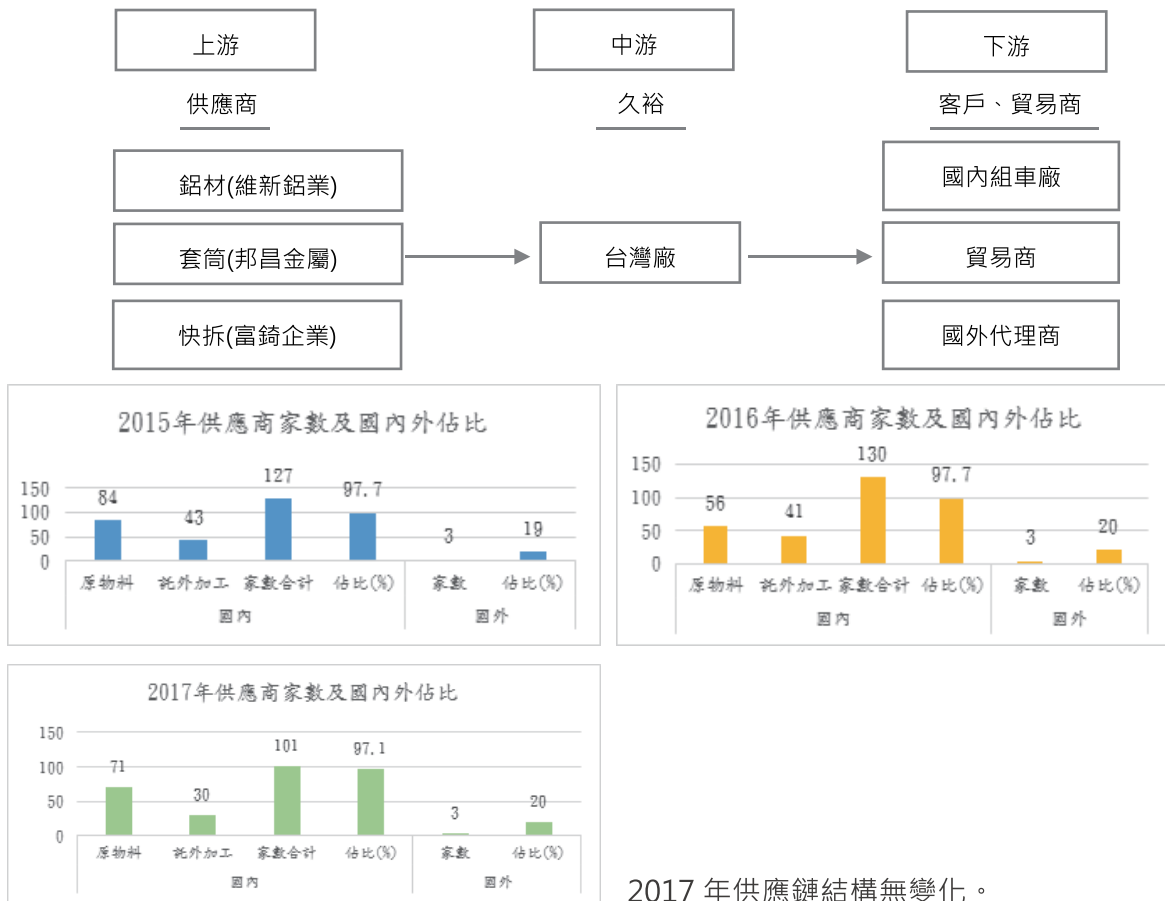 上游
中游
下游
供應商
久裕
客戶、貿易商
鋁材(維新鋁業)
套筒(邦昌金屬)
快拆(富錡企業)
台灣廠
國內組車廠
貿易商
國外代理商
2015年供應商家數及國內外佔比
150
100
50
0
84
43
127
97.7
3
19
原物料
託外加工
家數合計
佔比(%)
家數
佔比(%)
國內
國外
2016年供應商家數及國內外佔比
150
100
50
0
56
41
130
97.7
3
20
原物料
託外加工
家數合計
佔比(%)
家數
佔比(%)
國內
國外
2017年供應商家數及國內外佔比
150
100
50
0
71
30
101
97.1
3
20
原物料
託外加工
家數合計
佔比(%)
家數
佔比(%)
國內
國外
2017 年供應鏈結構無變化。